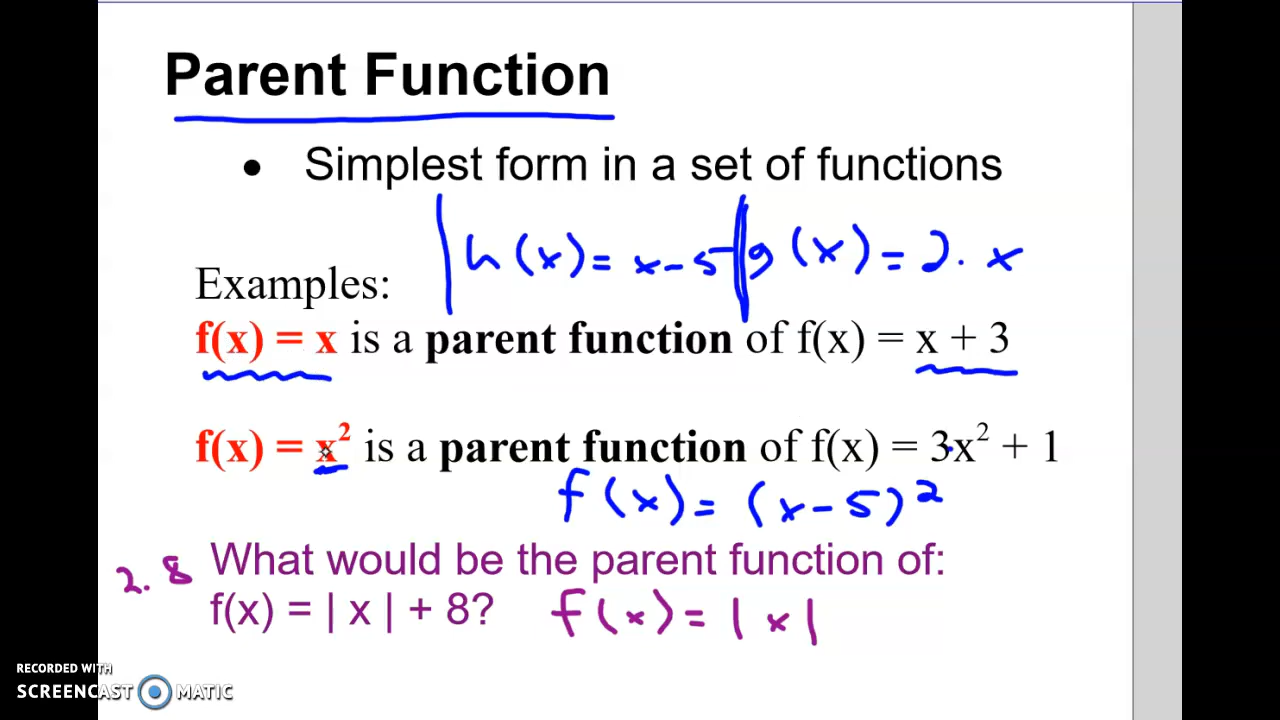 Parent Function
• Simplest form in a set of functions
h(x) = x - 5 g(x) = 2 · x
Examples:
f(x) = x is a parent function of f(x) = x + 3
f(x) = x² is a parent function of f(x) = 3x² + 1
f(x) = (x - 5)²
2.8 What would be the parent function of:
f(x) = | x | + 8? f(x) = | x |
RECORDED WITH
SCREENCAST MATIC